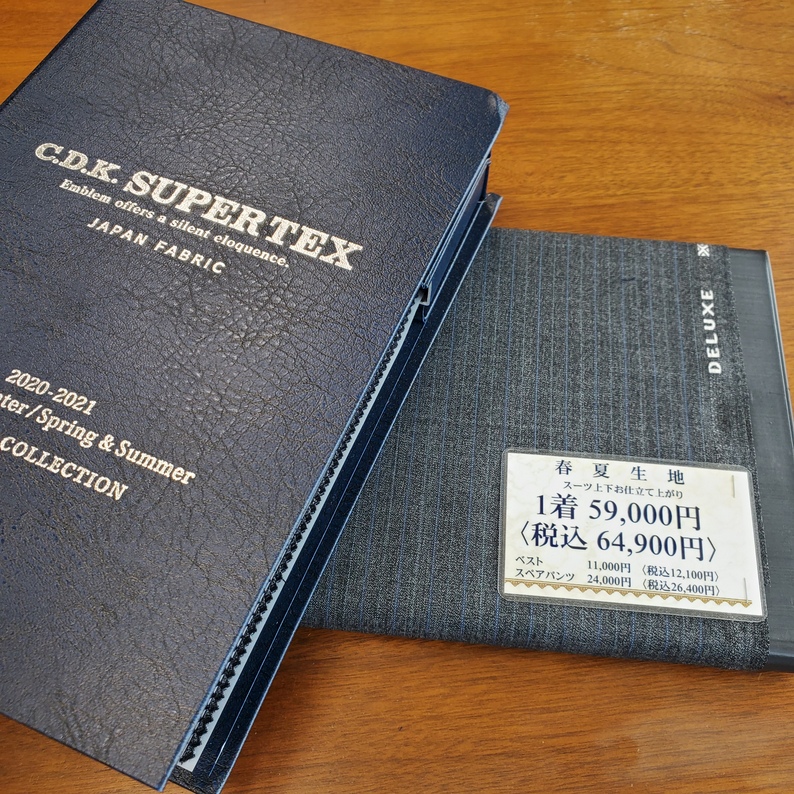 C.D.K. SUPERTEX
Emblem offers a silent eloquence.
JAPAN FABRIC
2020-2021
/Spring & Summer
COLLECTION
DELUXE
春夏生地
スーツ上下お仕立て上がり
1着 59,000円
〈税込 64,900円〉
ベスト 11,000円 〈税込12,100円〉
スペアパンツ 24,000円 〈税込26,400円〉